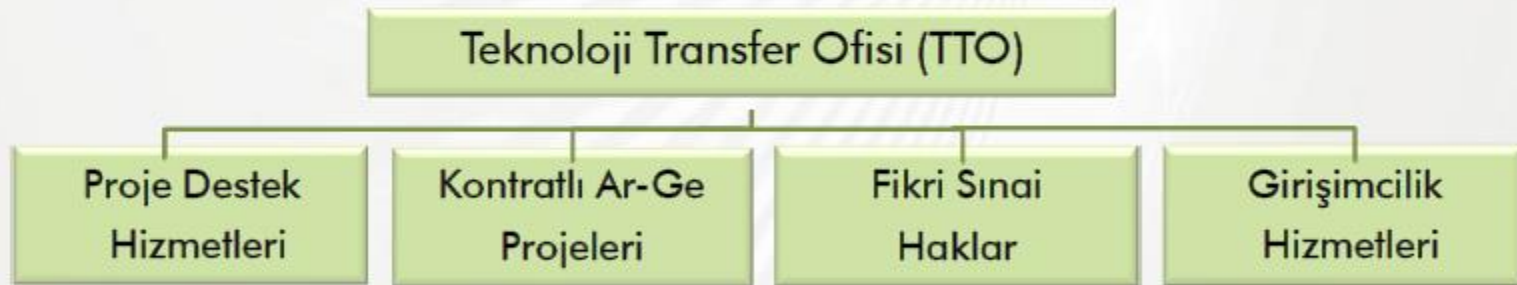 Teknoloji Transfer Ofisi (TTO)
Proje Destek
Hizmetleri
Kontratlı Ar-Ge
Projeleri
Fikri Sınai
Haklar
Girişimcilik
Hizmetleri